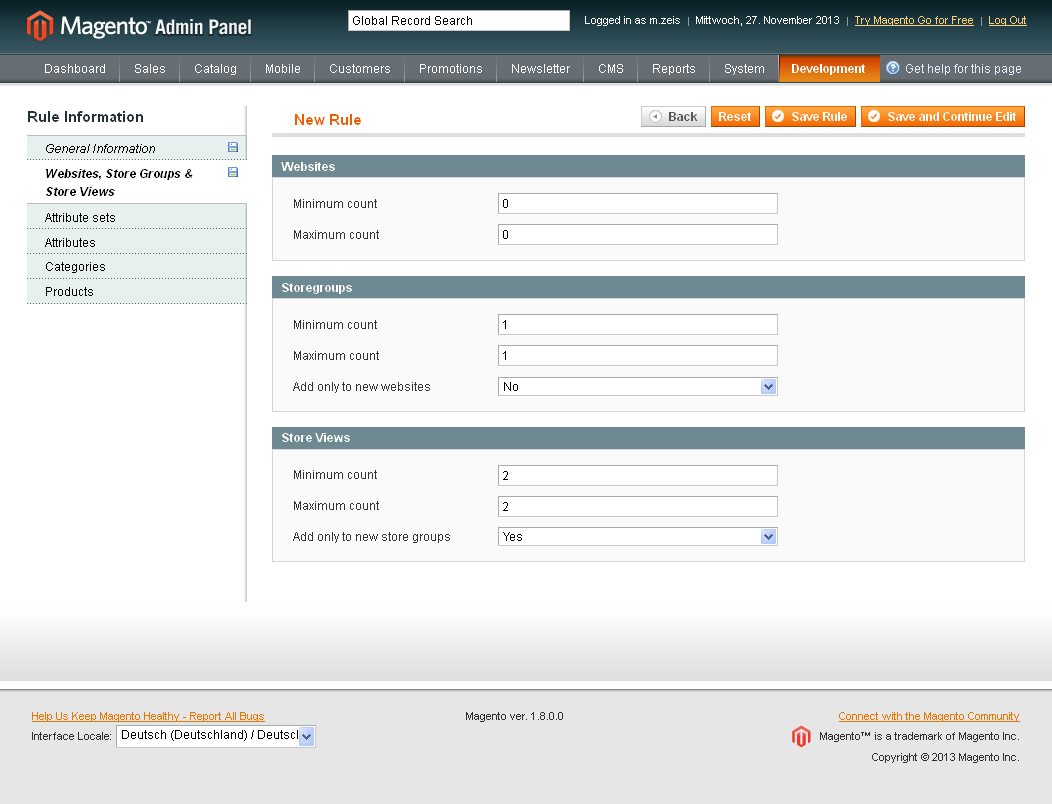 Magento™ Admin Panel
Global Record Search
Logged in as m.zeis | Mittwoch, 27. November 2013 | Try Magento Go for Free | Log Out
Dashboard Sales Catalog Mobile Customers Promotions Newsletter CMS Reports System Development Get help for this page
Rule Information
General Information
Websites, Store Groups &
Store Views
Attribute sets
Attributes
Categories
Products
New Rule
Back Reset Save Rule Save and Continue Edit
Websites
Minimum count 0
Maximum count 0
Storegroups
Minimum count 1
Maximum count 1
Add only to new websites No
Store Views
Minimum count 2
Maximum count 2
Add only to new store groups Yes
Help Us Keep Magento Healthy - Report All Bugs
Interface Locale: Deutsch (Deutschland) / Deutscl
Magento ver. 1.8.0.0
Connect with the Magento Community
Magento™ is a trademark of Magento Inc.
Copyright © 2013 Magento Inc.